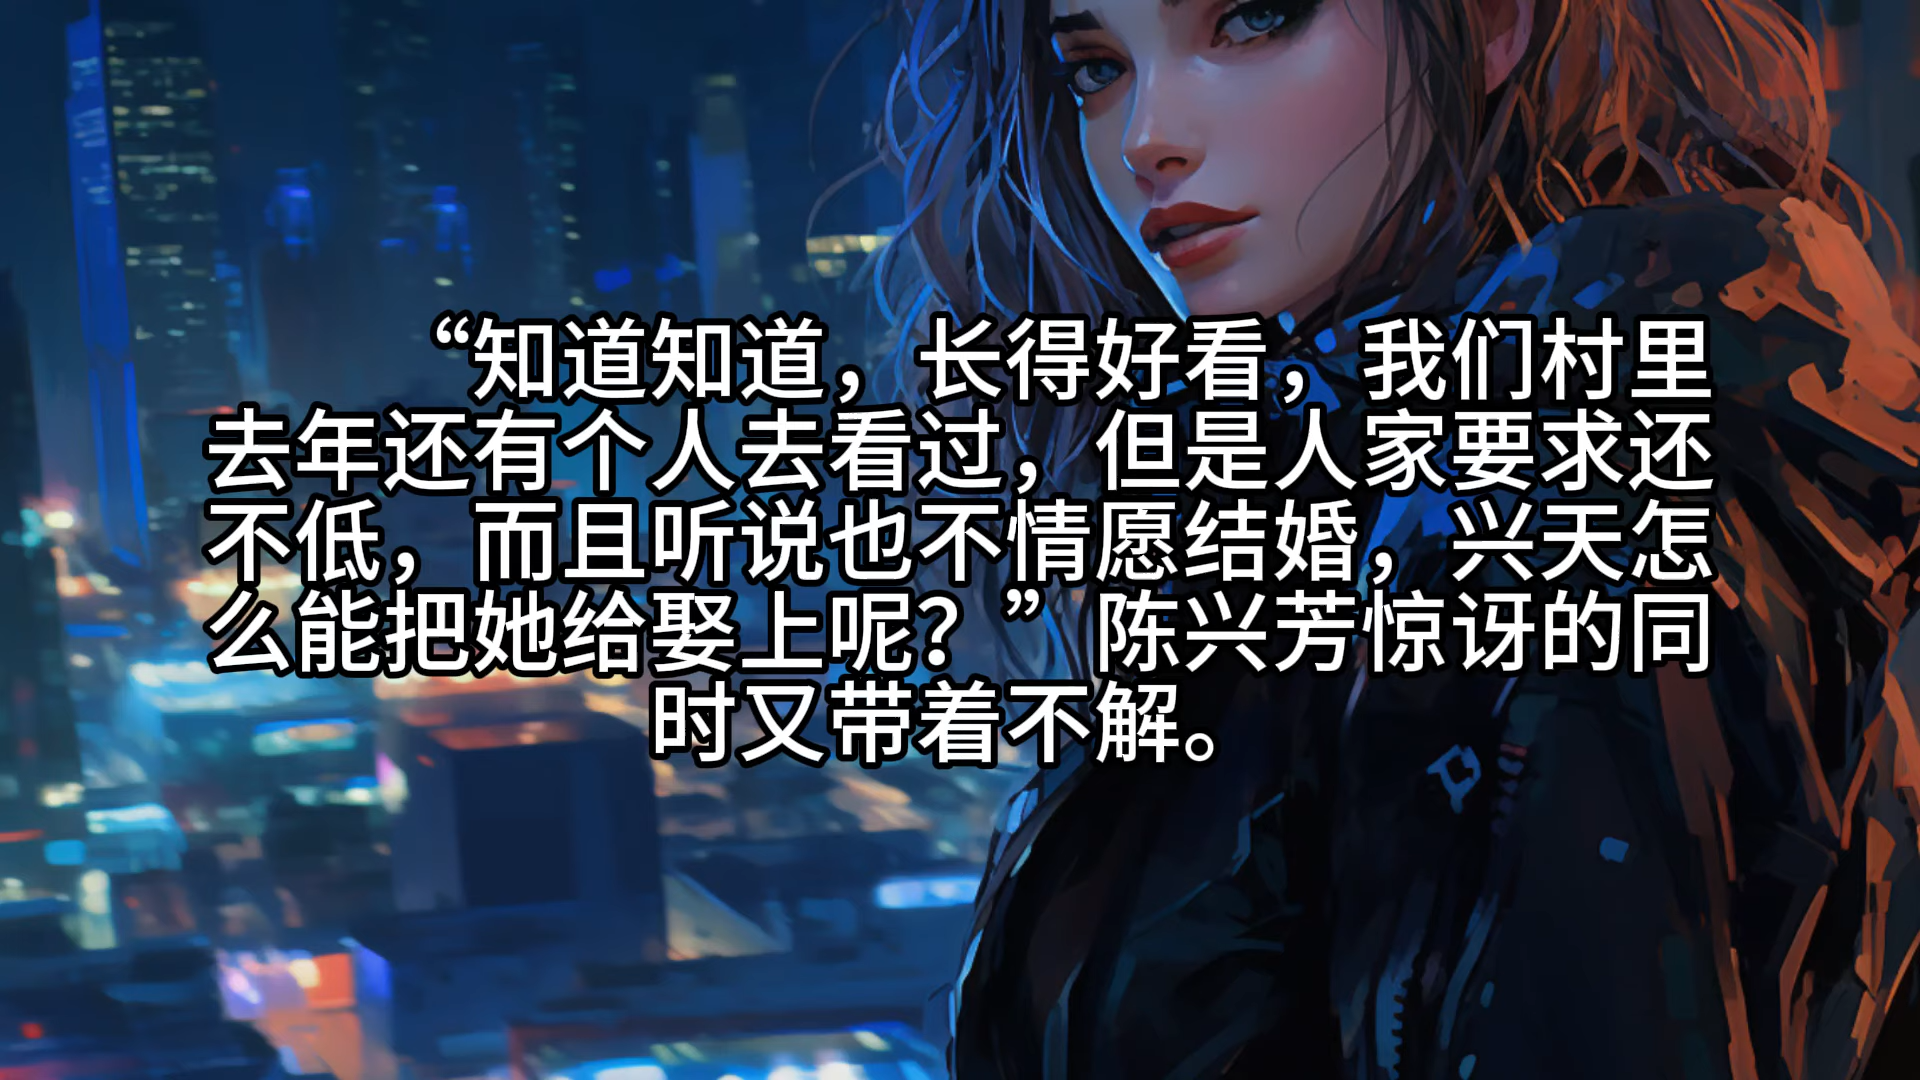 “知道知道，长得好看，我们村里
去年还有个人去看过，但是人家要求还
不低，而且听说也不情愿结婚，兴天怎
么能把她给娶上呢？”陈兴芳惊讶的同
时又带着不解。